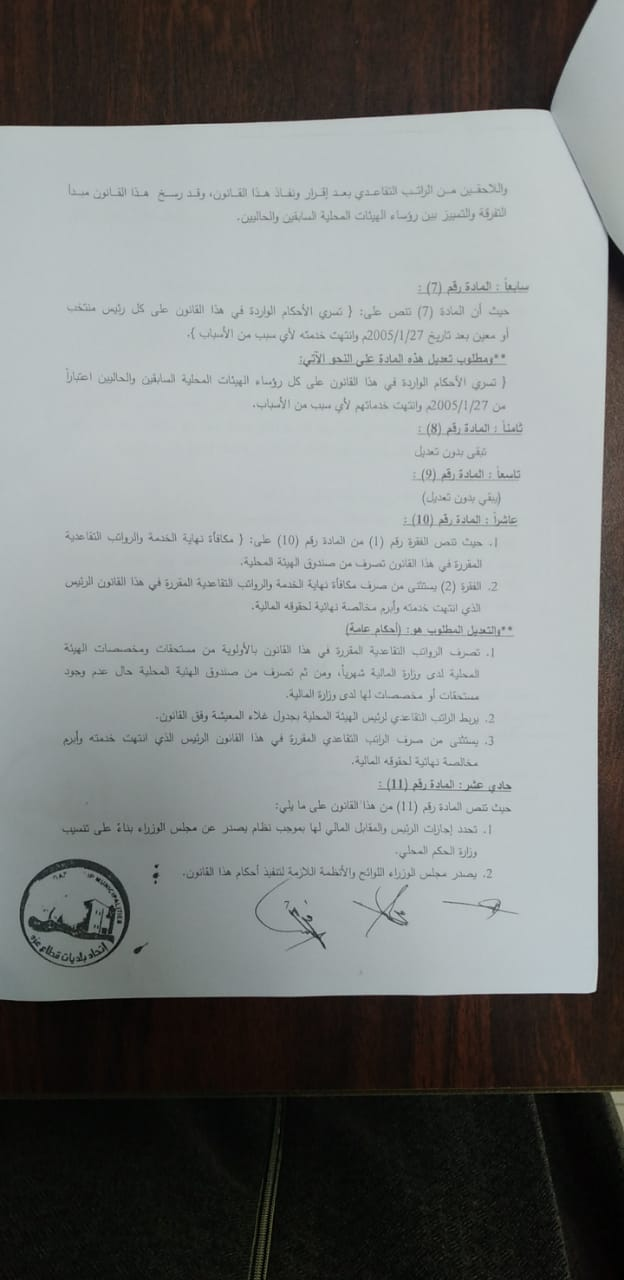 واللاحقين من الراتب التقاعدي بعد إقرار ونفاذ هذا القانون، وقد رسخ هذا القانون مبدأ
التفرقة والتمييز بين رؤساء الهيئات المحلية السابقين والحاليين.
سابعاً : المادة رقم (7) :
حيث أن المادة (7) تنص على: { تسري الأحكام الواردة في هذا القانون على كل رئيس منتخب
أو معين بعد تاريخ 2005/1/27م وانتهت خدمته لأي سبب من الأسباب }.
**ومطلوب تعديل هذه المادة على النحو الآتي:
{ تسري الأحكام الواردة في هذا القانون على كل رؤساء الهيئات المحلية السابقين والحاليين اعتباراً
من 2005/1/27م وانتهت خدماتهم لأي سبب من الأسباب.
ثامناً : المادة رقم (8) :
تبقى بدون تعديل
تاسعاً : المادة رقم (9) :
(يبقي بدون تعديل)
عاشراً : المادة رقم (10) :
1. حيث تنص الفقرة رقم (1) من المادة رقم (10) على: { مكافأة نهاية الخدمة والرواتب التقاعدية
المقررة في هذا القانون تصرف من صندوق الهيئة المحلية.
2. الفقرة (2) يستثنى من صرف مكافأة نهاية الخدمة والرواتب التقاعدية المقررة في هذا القانون الرئيس
الذي انتهت خدمته وأبرم مخالصة نهائية لحقوقه المالية.
**والتعديل المطلوب هو: (أحكام عامة)
1. تصرف الرواتب التقاعدية المقررة في هذا القانون بالأولوية من مستحقات ومخصصات الهيئة
المحلية لدى وزارة المالية شهرياً، ومن ثم تصرف من صندوق الهئية المحلية حال عدم وجود
مستحقات أو مخصصات لها لدى وزارة المالية.
2. يربط الراتب التقاعدي لرئيس الهيئة المحلية بجدول غلاء المعيشة وفق القانون.
3. يستثنى من صرف الراتب التقاعدي المقررة في هذا القانون الرئيس الذي انتهت خدمته وأبرم
مخالصة نهائية لحقوقه المالية.
حادي عشر: المادة رقم (11) :
حيث تنص المادة رقم (11) من هذا القانون على ما يلي:
1. تحدد إجازات الرئيس والمقابل المالي لها بموجب نظام يصدر عن مجلس الوزراء بناءً على تنسيب
وزارة الحكم المحلي.
2. يصدر مجلس الوزراء اللوائح والأنظمة اللازمة لتنفيذ أحكام هذا القانون.
MUNICIPALITIES
اتحاد بلديات قطاع غزة